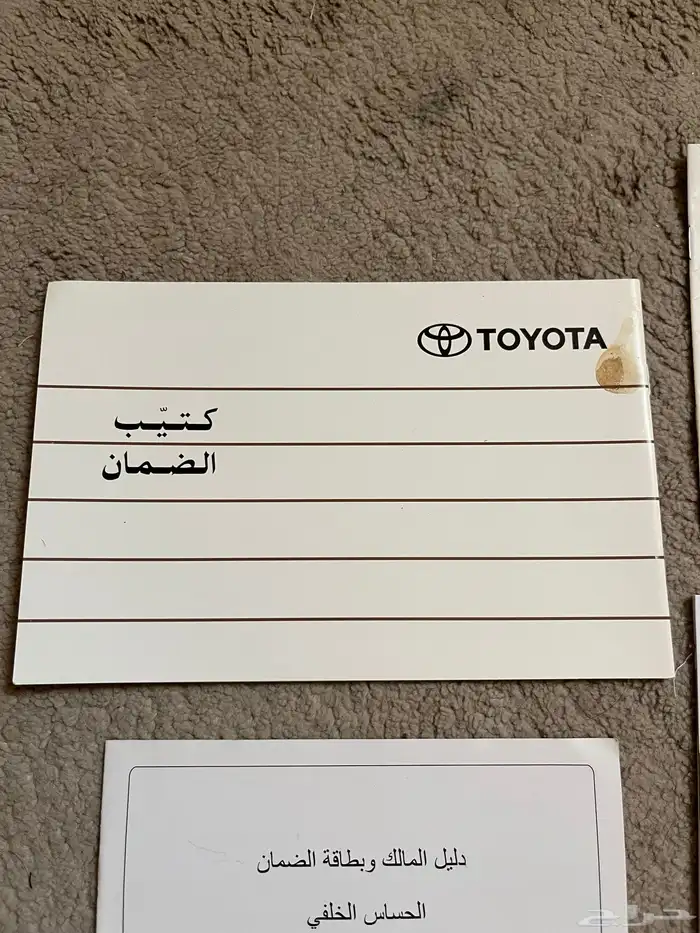 TOYOTA
كتيّب
الضمان
دليل المالك وبطاقة الضمان
الحساس الخلفي
حراج